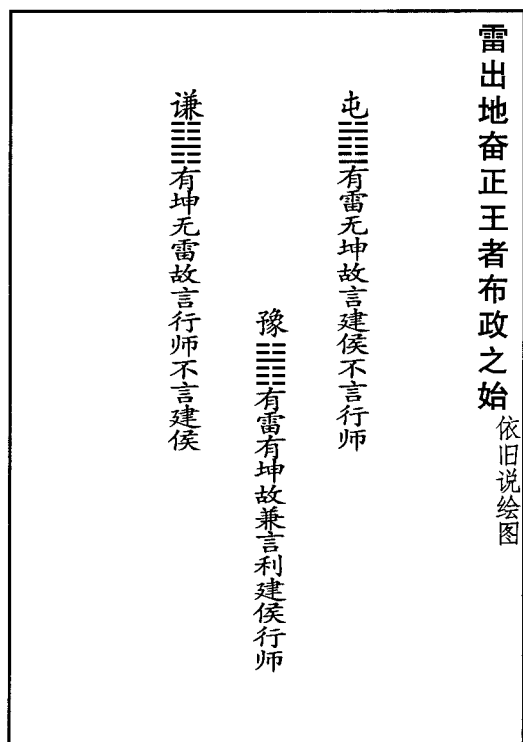 雷出地奋正王者布政之始
依旧说绘图
屯䷂有雷无坤故言建侯不言行师
豫䷏有雷有坤故兼言利建侯行师
谦䷎有坤无雷故言行师不言建侯